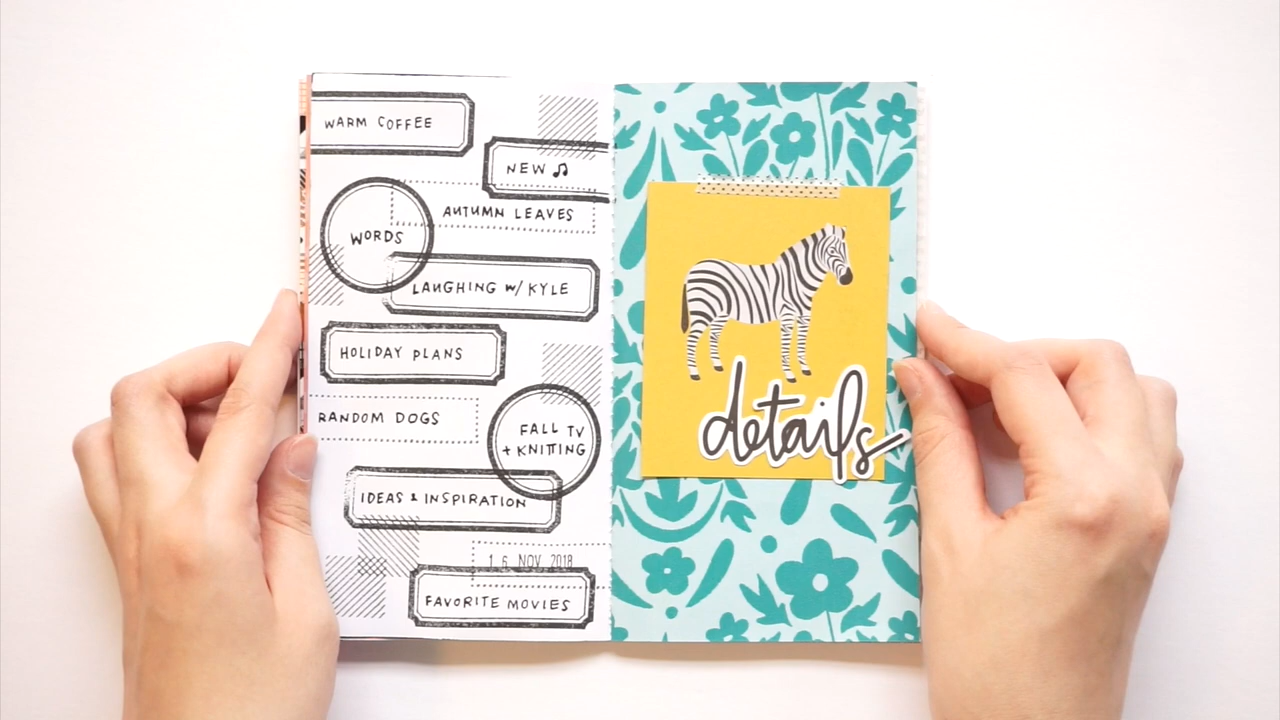 WARM COFFEE
NEW ♫
AUTUMN LEAVES
WORDS
LAUGHING W/ KYLE
HOLIDAY PLANS
RANDOM DOGS
FALL TV
+ KNITTING
IDEAS & INSPIRATION
16 NOV 2018
FAVORITE MOVIES
details